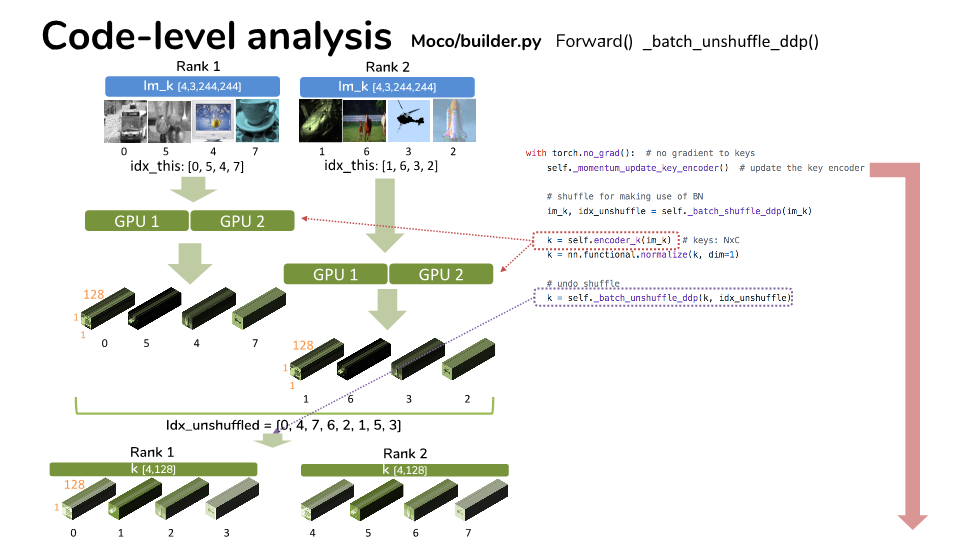 Code-level analysis Moco/builder.py Forward() _batch_unshuffle_ddp()
Rank 1
Im_k [4,3,244,244]
0 5 4 7
idx_this: [0, 5, 4, 7]
Rank 2
Im_k [4,3,244,244]
1 6 3 2
idx_this: [1, 6, 3, 2]
GPU 1 GPU 2
GPU 1 GPU 2
128
1
1
0 5 4 7
128
1
1
1 6 3 2
Idx_unshuffled = [0, 4, 7, 6, 2, 1, 5, 3]
Rank 1
k [4,128]
128
1
0 1 2 3
Rank 2
k [4,128]
4 5 6 7
with torch.no_grad(): # no gradient to keys
self._momentum_update_key_encoder() # update the key encoder
# shuffle for making use of BN
im_k, idx_unshuffle = self._batch_shuffle_ddp(im_k)
k = self.encoder_k(im_k) # keys: NxC
k = nn.functional.normalize(k, dim=1)
# undo shuffle
k = self._batch_unshuffle_ddp(k, idx_unshuffle)